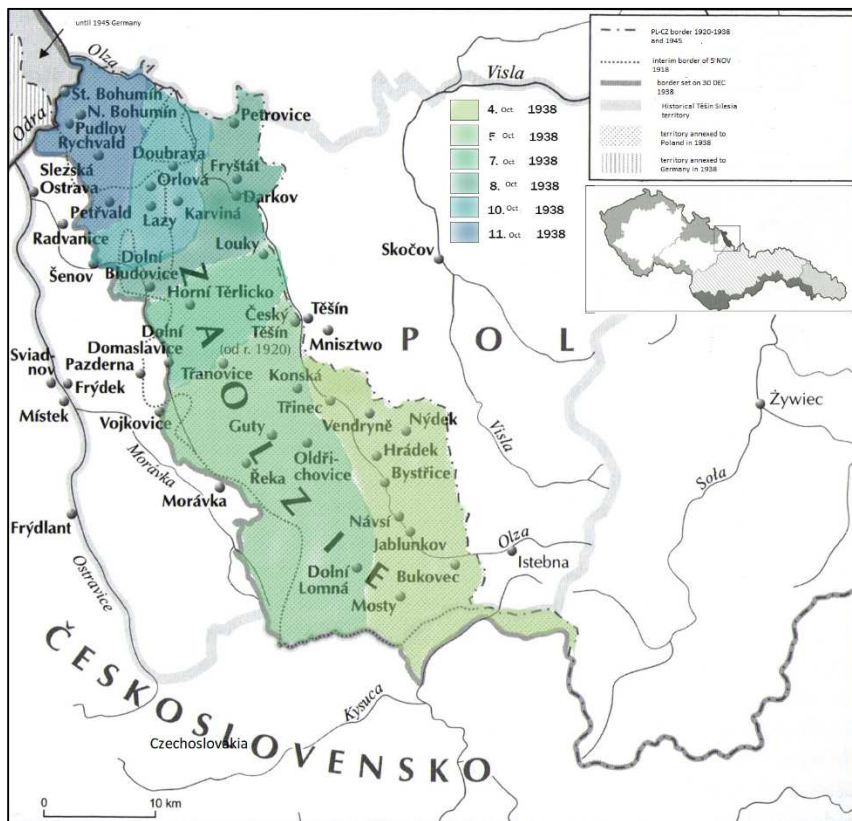 until 1945 Germany
Olza
Odra
St. Bohumín
N. Bohumín
Pudlov
Rychvald
Petrovice
Doubrava
Fryštát
Slezská
Ostrava
Orlová
Darkov
Petřvald
Lazy
Karviná
Radvanice
Louky
Šenov
Dolní
Bludovice
Horní Těrlicko
Český
Těšín
(od r. 1920)
Těšín
Mnisztwo
Dolní
Domaslavice
Sviad-
nov
Pazderna
Frýdek
Třanovice
Konská
Místek
Třinec
Vojkovice
Vendryně
Nýdek
Guty
Hrádek
Oldři-
chovice
Bystřice
Řeka
Morávka
Morávka
Návsí
Frýdlant
Jablunkov
Olza
Istebna
Dolní
Lomná
Bukovec
Mosty
Ostravice
ZAOLZIE
Visla
Skočov
POL
Visla
Żywiec
Soła
Kysuca
ČESKOSLOVENSKO
Czechoslovakia
0 10 km
4. Oct 1938
5 Oct 1938
7. Oct 1938
8. Oct 1938
10. Oct 1938
11. Oct 1938
PL-CZ border 1920-1938
and 1945
interim border of 5 NOV
1918
border set on 30 DEC
1938
Historical Těšín Silesia
territory
territory annexed to
Poland in 1938
territory annexed to
Germany in 1938